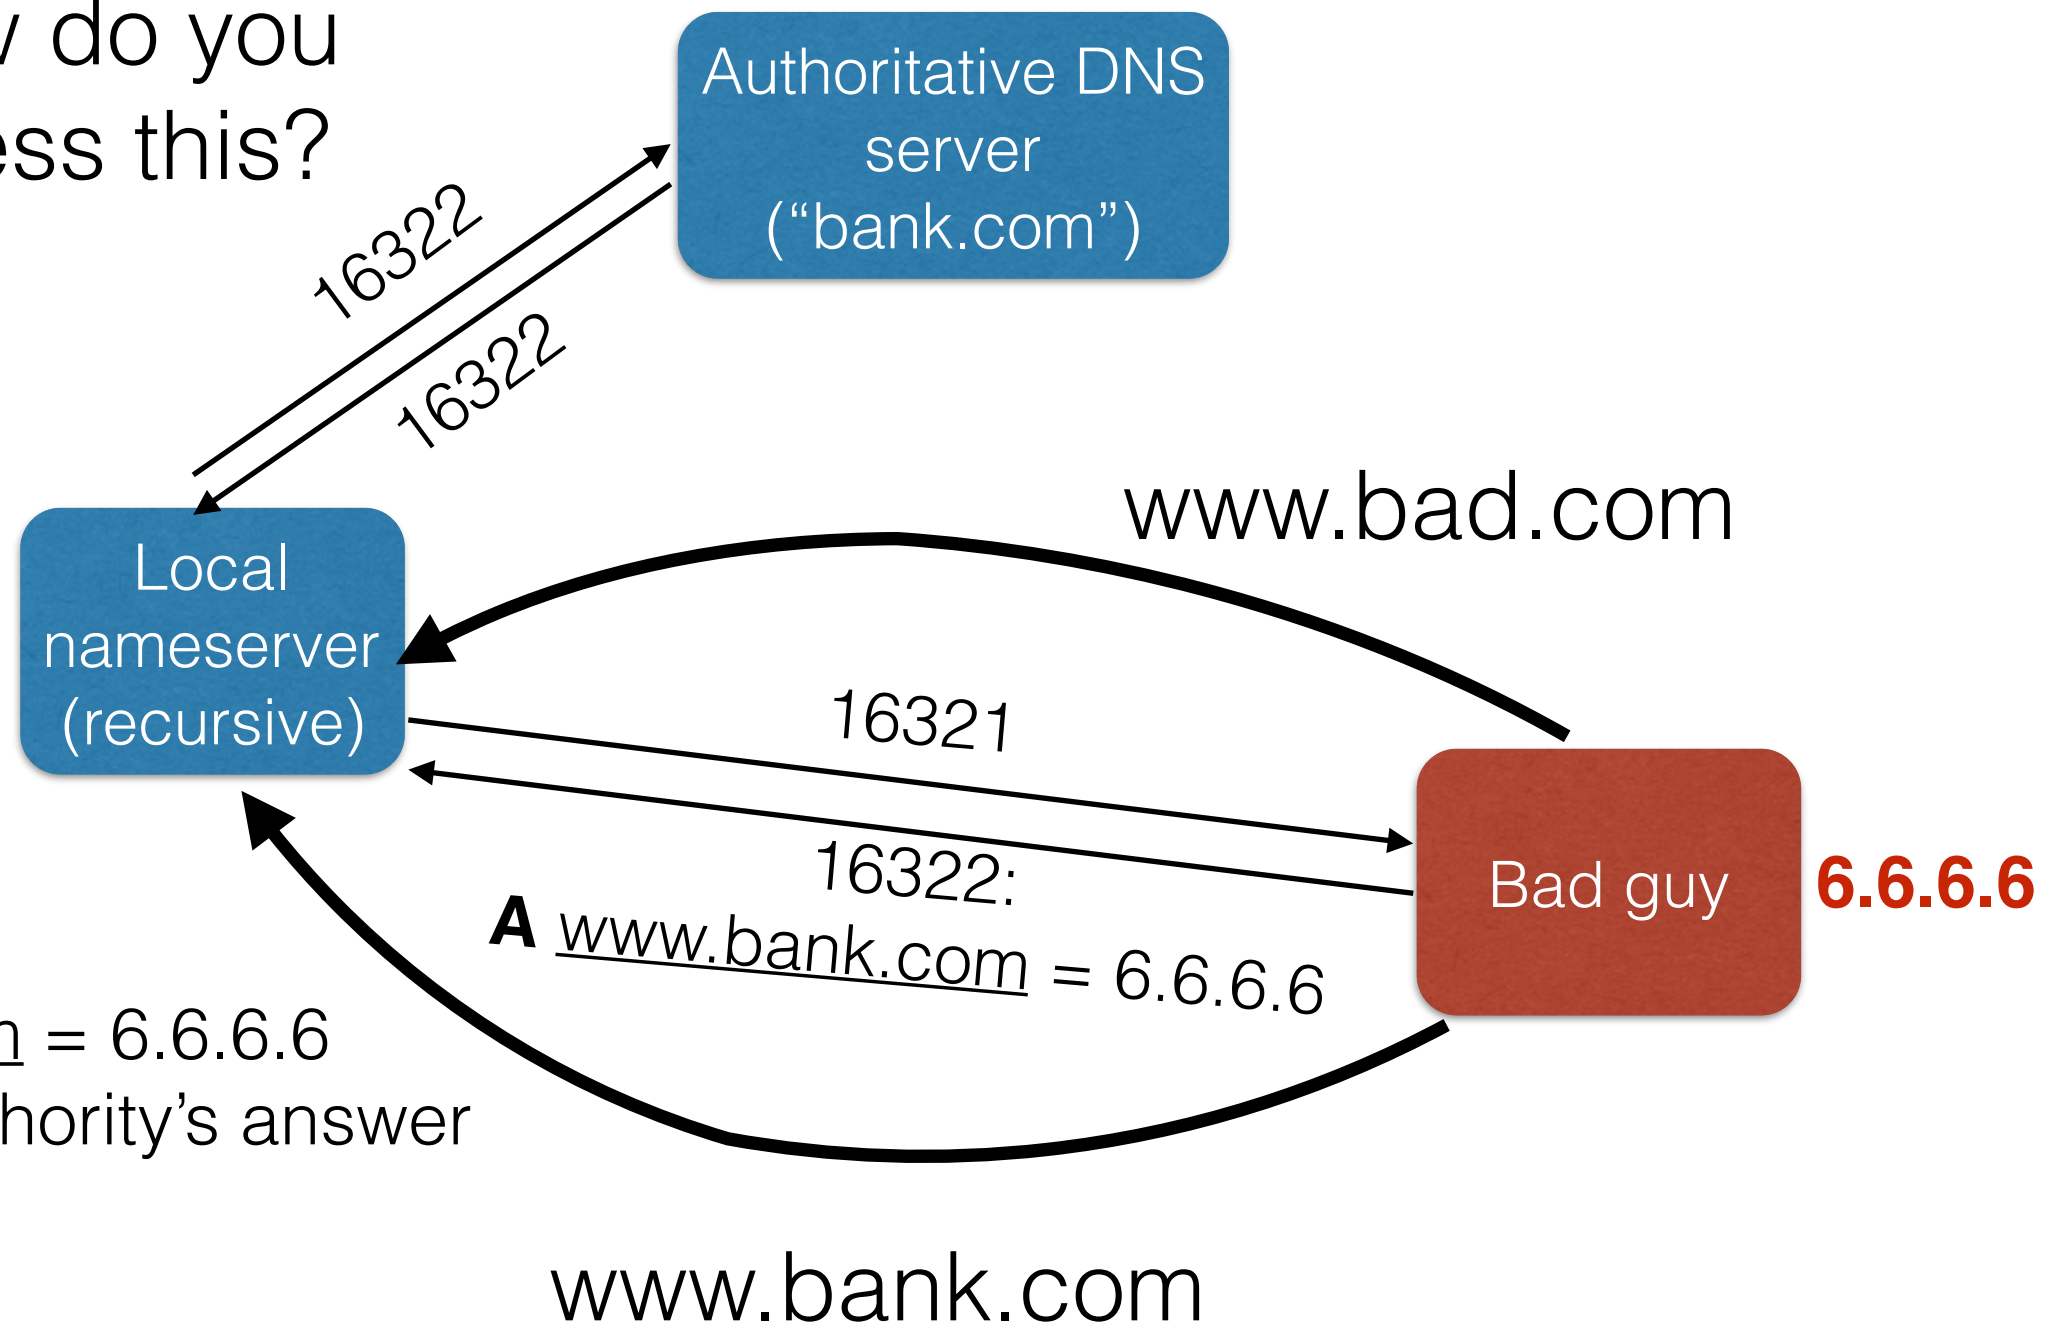 do you
this?
Authoritative DNS
server
(“bank.com”)
16322
16322
www.bad.com
Local
nameserver
(recursive)
16321
16322:
A www.bank.com = 6.6.6.6
Bad guy
6.6.6.6
= 6.6.6.6
answer
www.bank.com